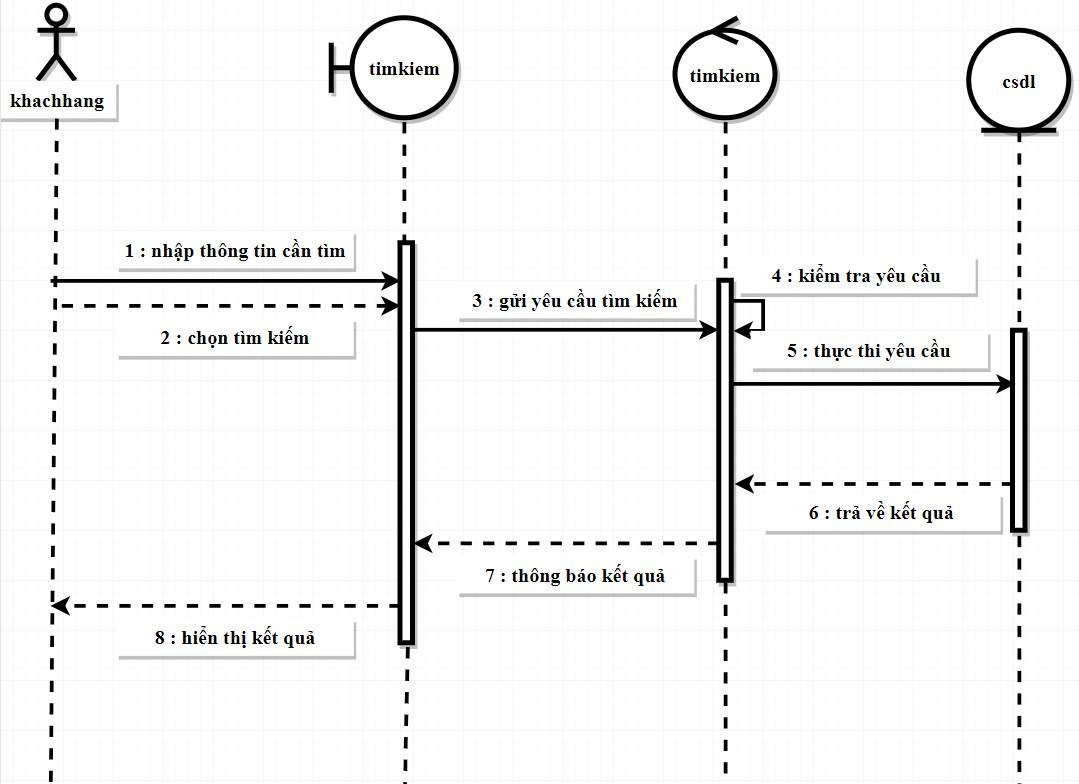 khachhang
timkiem
timkiem
csdl
1 : nhập thông tin cần tìm
2 : chọn tìm kiếm
3 : gửi yêu cầu tìm kiếm
4 : kiểm tra yêu cầu
5 : thực thi yêu cầu
6 : trả về kết quả
7 : thông báo kết quả
8 : hiển thị kết quả